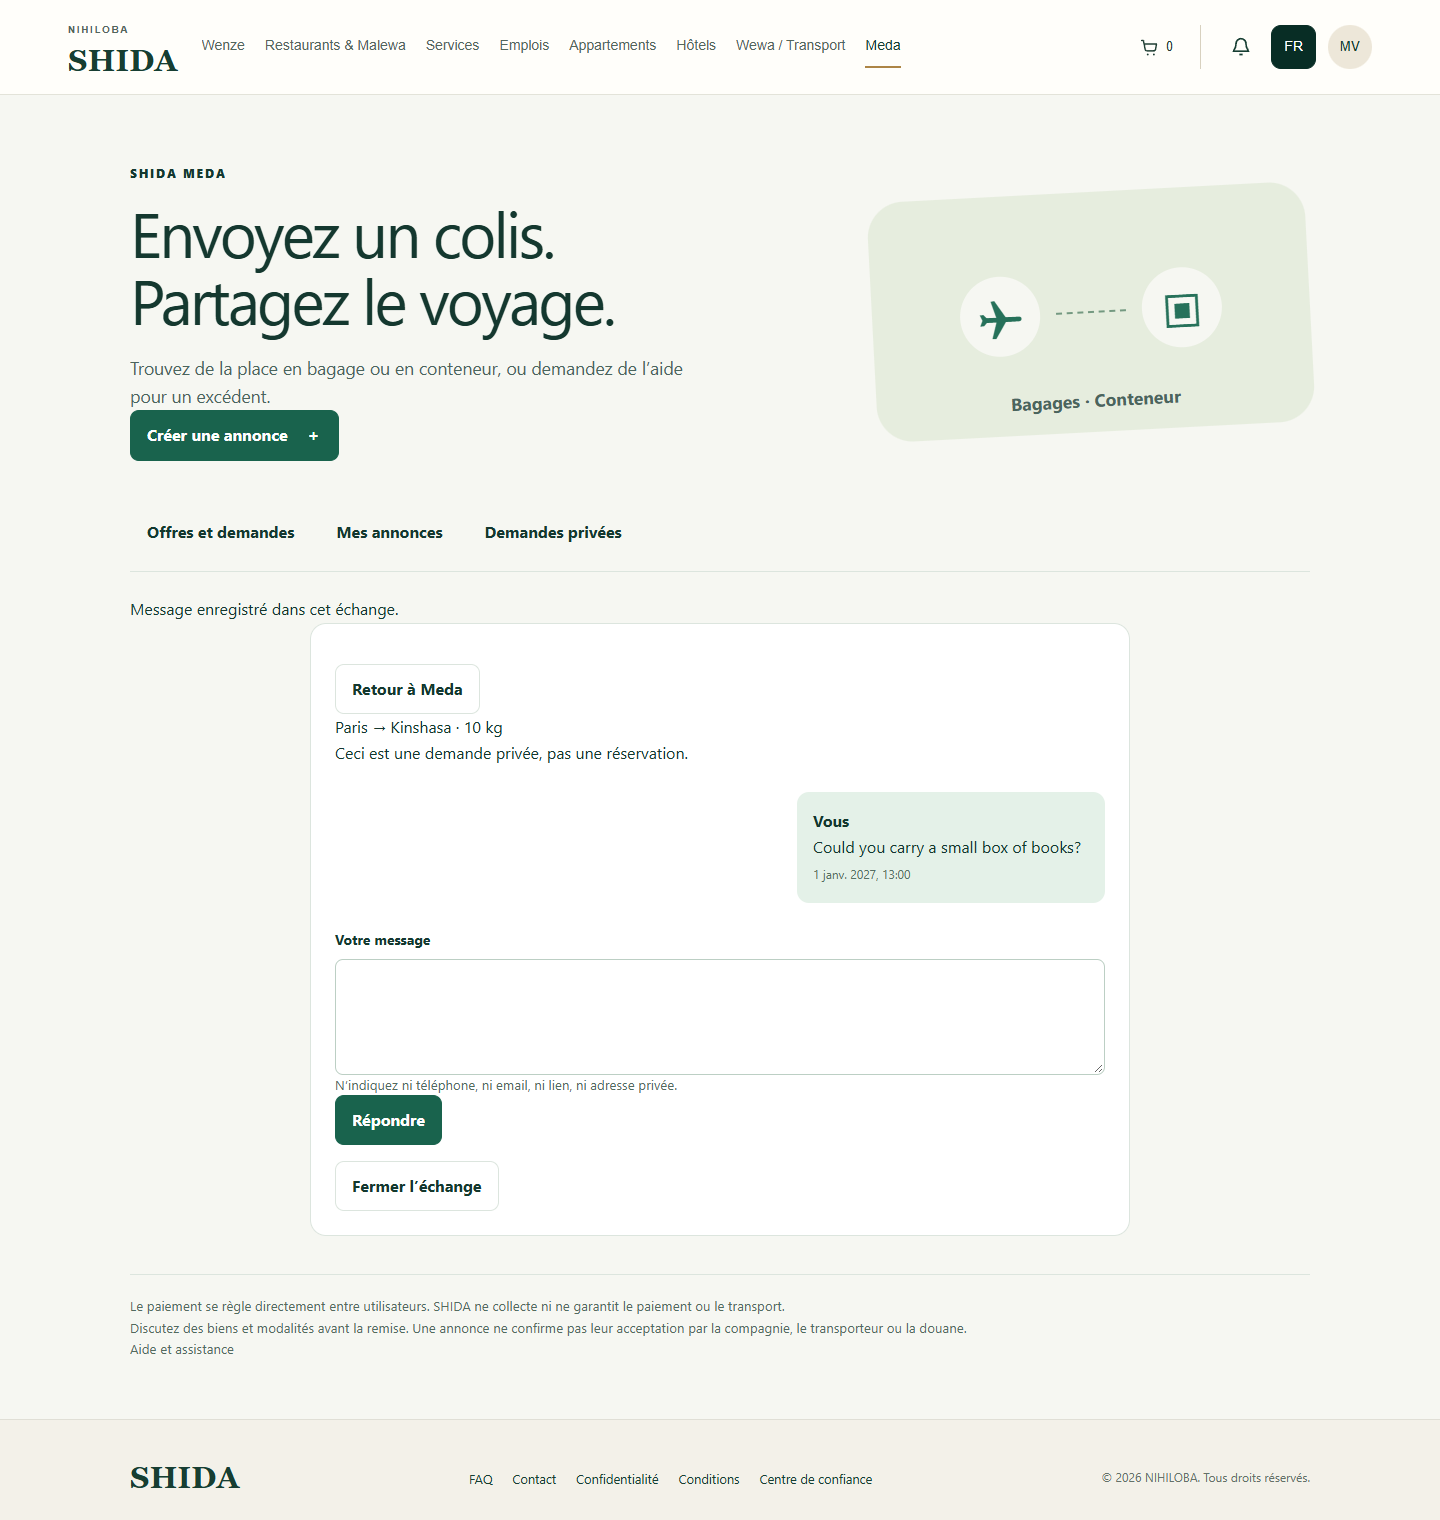 NIHILOBA
SHIDA
Wenze
Restaurants & Malewa
Services
Emplois
Appartements
Hôtels
Wewa / Transport
Meda
0
FR
MV
SHIDA MEDA
Envoyez un colis.
Partagez le voyage.
Trouvez de la place en bagage ou en conteneur, ou demandez de l’aide
pour un excédent.
Créer une annonce +
Bagages · Conteneur
Offres et demandes
Mes annonces
Demandes privées
Message enregistré dans cet échange.
Retour à Meda
Paris → Kinshasa · 10 kg
Ceci est une demande privée, pas une réservation.
Vous
Could you carry a small box of books?
1 janv. 2027, 13:00
Votre message
N’indiquez ni téléphone, ni email, ni lien, ni adresse privée.
Répondre
Fermer l’échange
Le paiement se règle directement entre utilisateurs. SHIDA ne collecte ni ne garantit le paiement ou le transport.
Discutez des biens et modalités avant la remise. Une annonce ne confirme pas leur acceptation par la compagnie, le transporteur ou la douane.
Aide et assistance
SHIDA
FAQ
Contact
Confidentialité
Conditions
Centre de confiance
© 2026 NIHILOBA. Tous droits réservés.